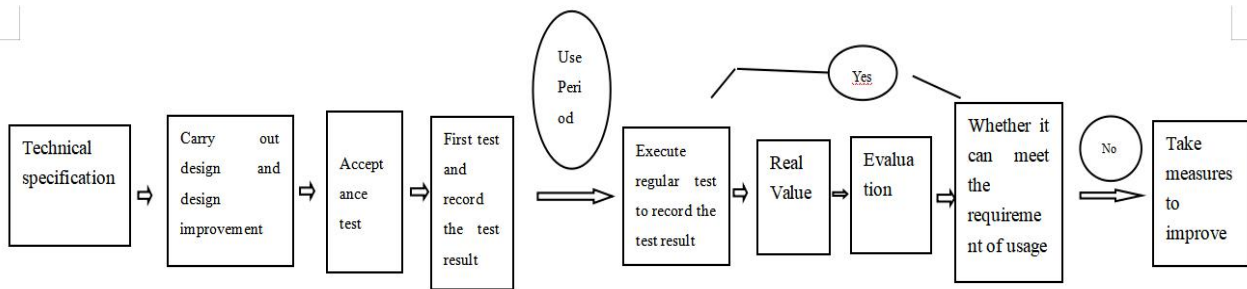 Technical
specification
Carry out
design and
design
improvement
Accept
ance
test
First test
and
record
the test
result
Use
Peri
od
Execute
regular test
to record the
test result
Real
Value
Evalua
tion
Yes
Whether it
can meet
the
requireme
nt of usage
No
Take
measures
to
improve